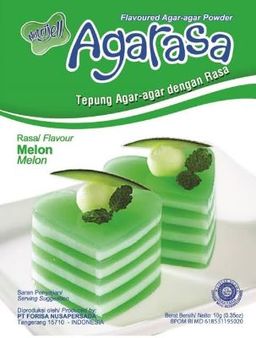 Flavoured Agar-agar Powder
Nutrijell
Agarasa
Tepung Agar-agar dengan Rasa
Rasa/ Flavour
Melon
Melon
Saran Penyajian/
Serving Suggestion
Diproduksi oleh/ Produced by:
PT FORISA NUSAPERSADA
Tangerang 15710 - INDONESIA
Berat Bersih/ Netto: 10g (0.35oz)
BPOM RI MD 618531195020